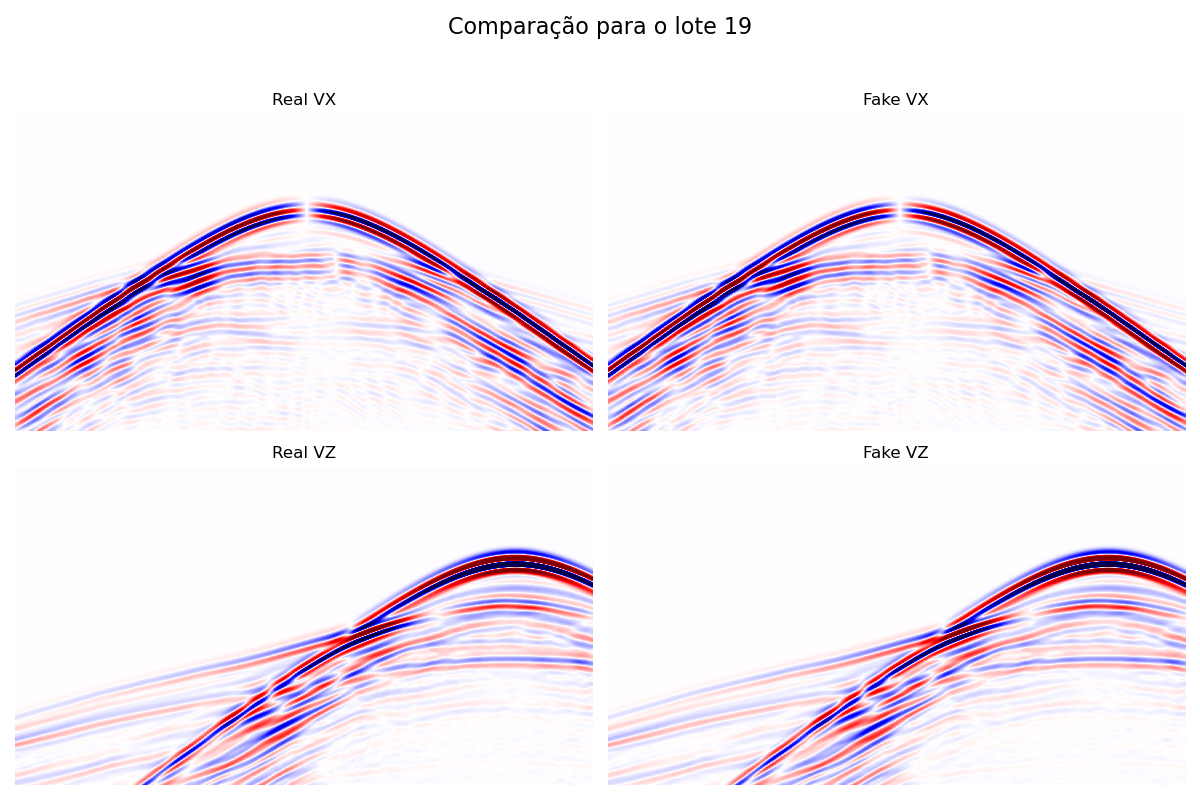 Comparação para o lote 19
Real VX
Fake VX
Real VZ
Fake VZ